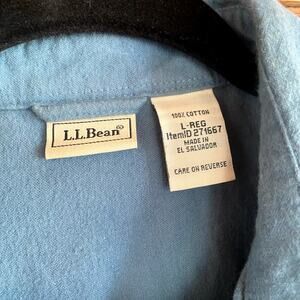 L.L.Bean®
100% COTTON
L-REG
ItemID 271667
MADE IN
EL SALVADOR
CARE ON REVERSE